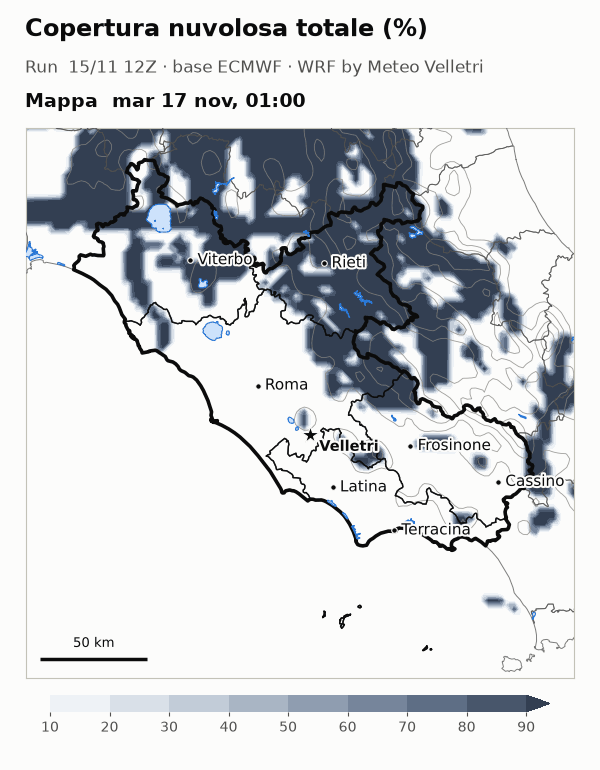 Copertura nuvolosa totale (%)
Run 15/11 12Z · base ECMWF · WRF by Meteo Velletri
Mappa mar 17 nov, 01:00
Viterbo
Rieti
Roma
Velletri
Frosinone
Latina
Cassino
Terracina
50 km
10 20 30 40 50 60 70 80 90